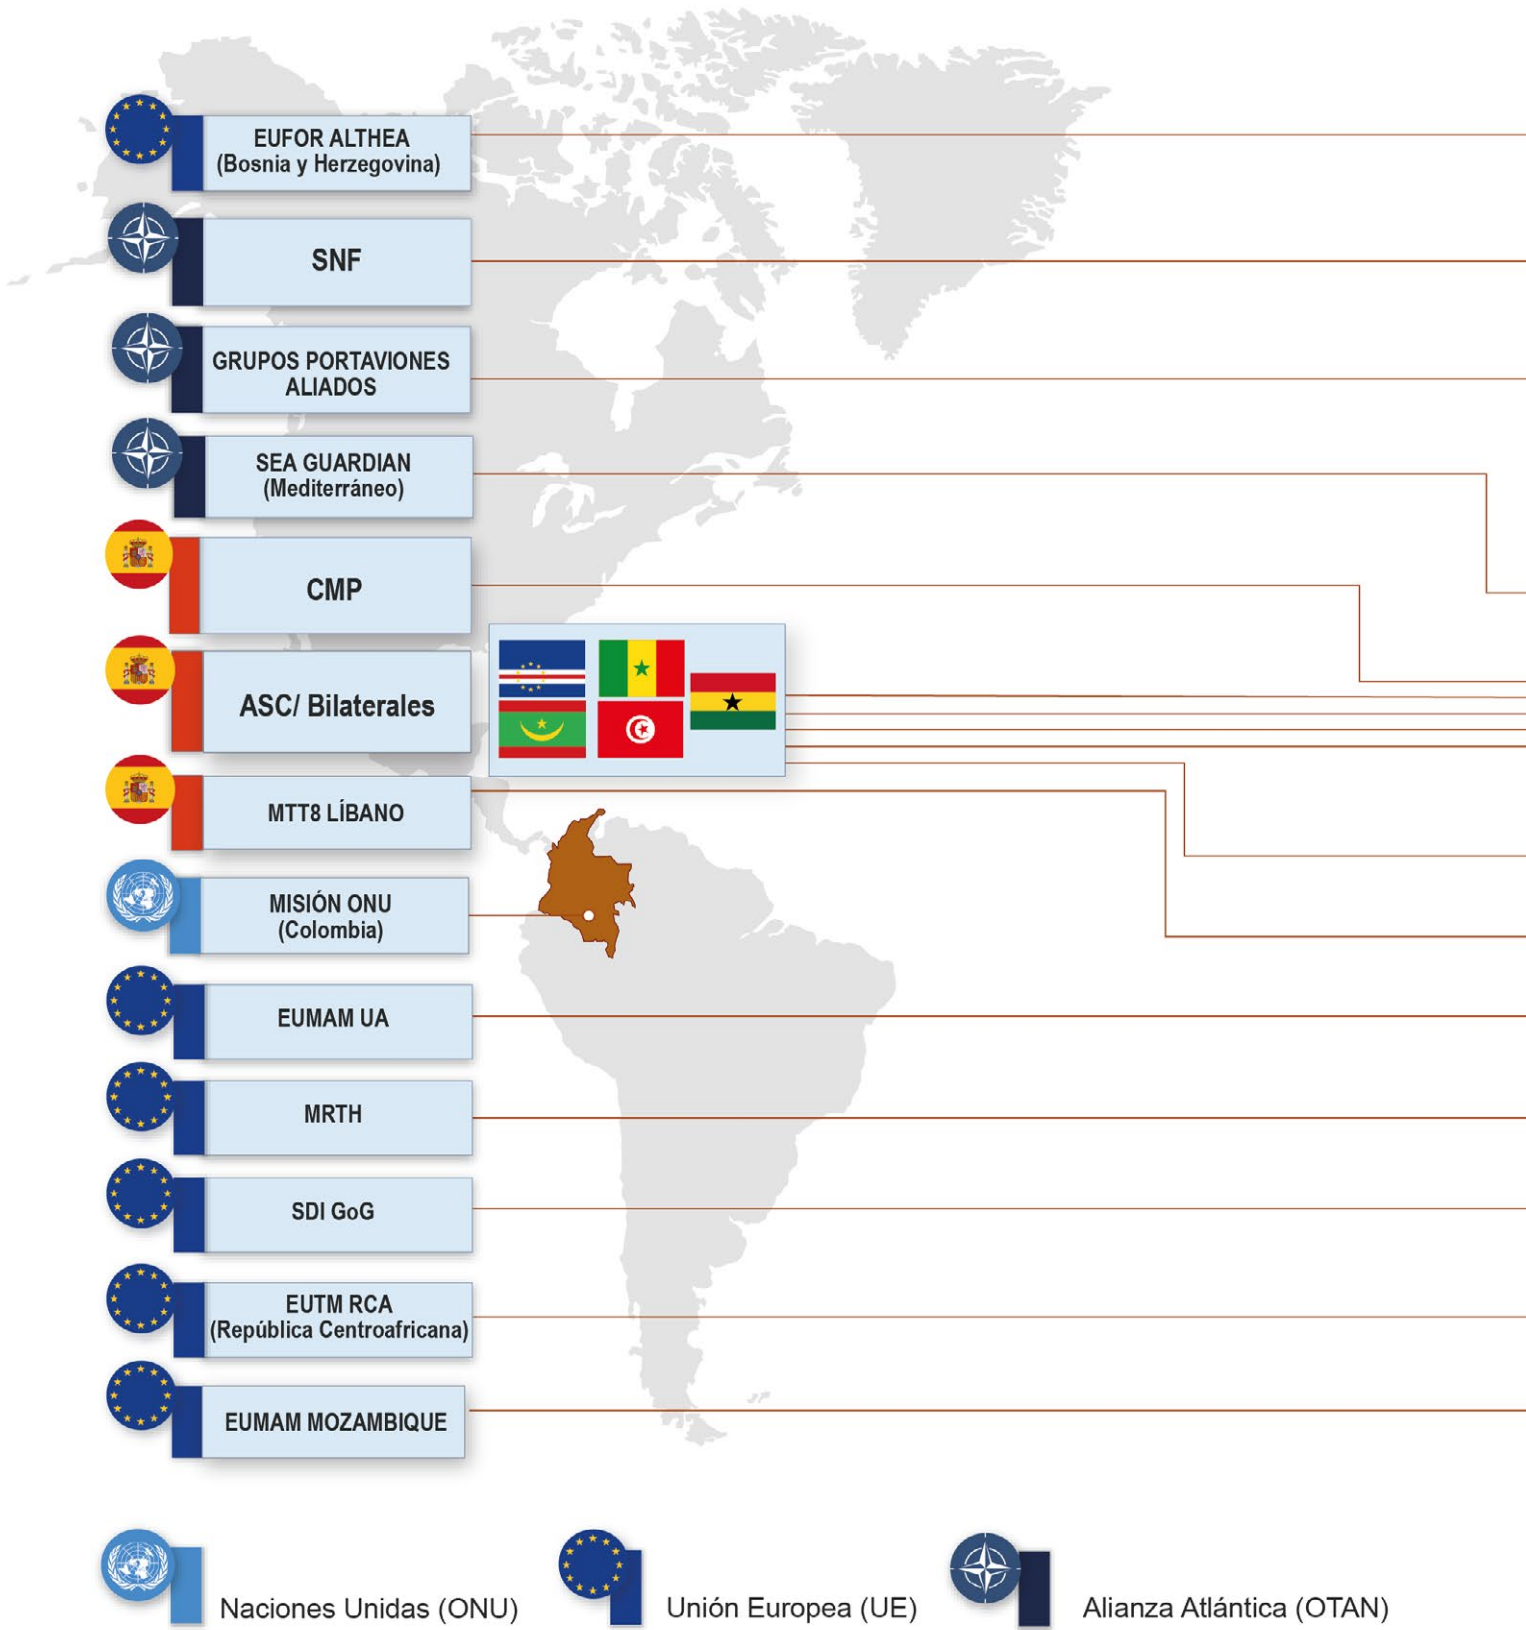 EUFOR ALTHEA
(Bosnia y Herzegovina)
SNF
GRUPOS PORTAVIONES
ALIADOS
SEA GUARDIAN
(Mediterráneo)
CMP
ASC/ Bilaterales
MTT8 LÍBANO
MISIÓN ONU
(Colombia)
EUMAM UA
MRTH
SDI GoG
EUTM RCA
(República Centroafricana)
EUMAM MOZAMBIQUE
Naciones Unidas (ONU)
Unión Europea (UE)
Alianza Atlántica (OTAN)